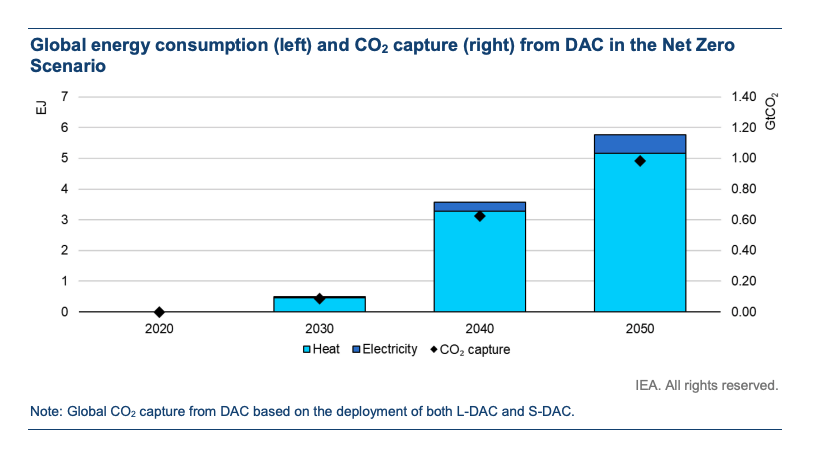 Global energy consumption (left) and CO₂ capture (right) from DAC in the Net Zero
Scenario
EJ
7
6
5
4
3
2
1
0
1.40
1.20
1.00
0.80
0.60
0.40
0.20
0.00
GtCO₂
2020 2030 2040 2050
Heat Electricity CO₂ capture
IEA. All rights reserved.
Note: Global CO₂ capture from DAC based on the deployment of both L-DAC and S-DAC.